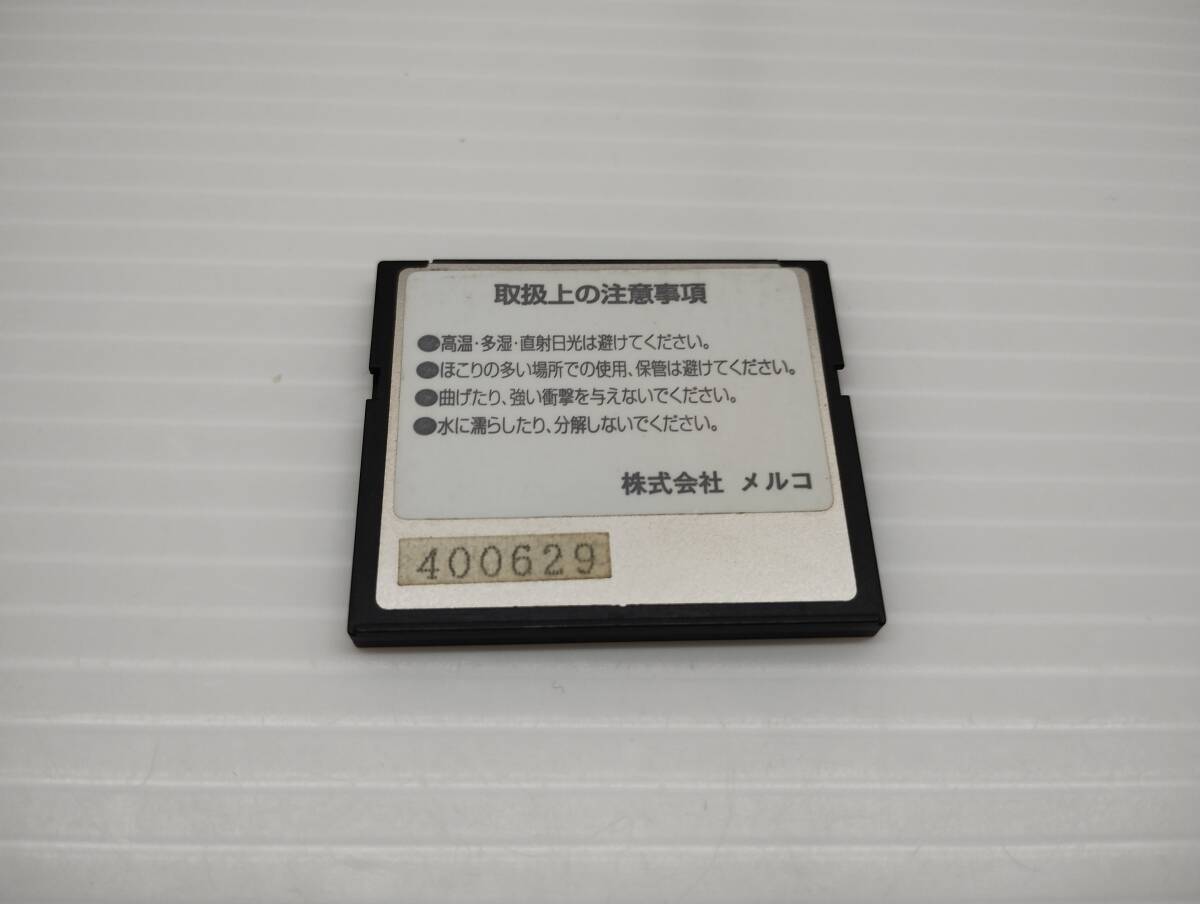 取扱上の注意事項
●高温・多湿・直射日光は避けてください。
●ほこりの多い場所での使用、保管は避けてください。
●曲げたり、強い衝撃を与えないでください。
●水に濡らしたり、分解しないでください。
株式会社 メルコ
400629